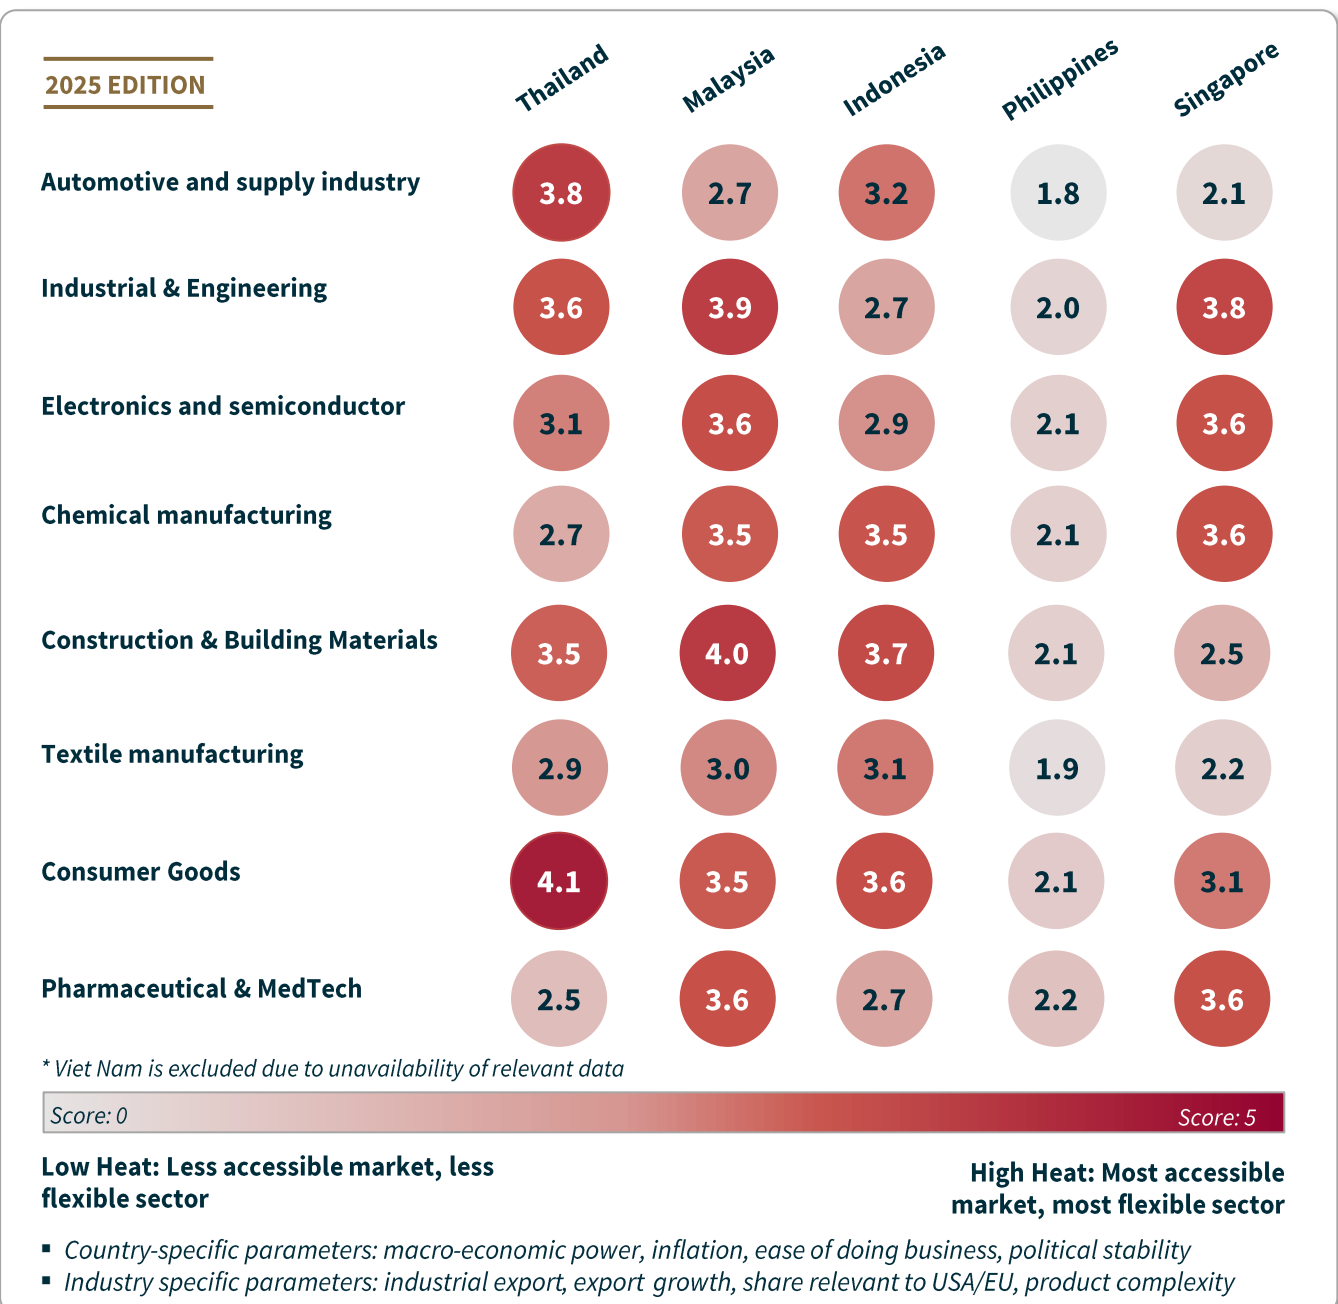 2025 EDITION
Thailand Malaysia Indonesia Philippines Singapore
Automotive and supply industry 3.8 2.7 3.2 1.8 2.1
Industrial & Engineering 3.6 3.9 2.7 2.0 3.8
Electronics and semiconductor 3.1 3.6 2.9 2.1 3.6
Chemical manufacturing 2.7 3.5 3.5 2.1 3.6
Construction & Building Materials 3.5 4.0 3.7 2.1 2.5
Textile manufacturing 2.9 3.0 3.1 1.9 2.2
Consumer Goods 4.1 3.5 3.6 2.1 3.1
Pharmaceutical & MedTech 2.5 3.6 2.7 2.2 3.6
* Viet Nam is excluded due to unavailability of relevant data
Score: 0 Score: 5
Low Heat: Less accessible market, less
flexible sector
High Heat: Most accessible
market, most flexible sector
▪ Country-specific parameters: macro-economic power, inflation, ease of doing business, political stability
▪ Industry specific parameters: industrial export, export growth, share relevant to USA/EU, product complexity